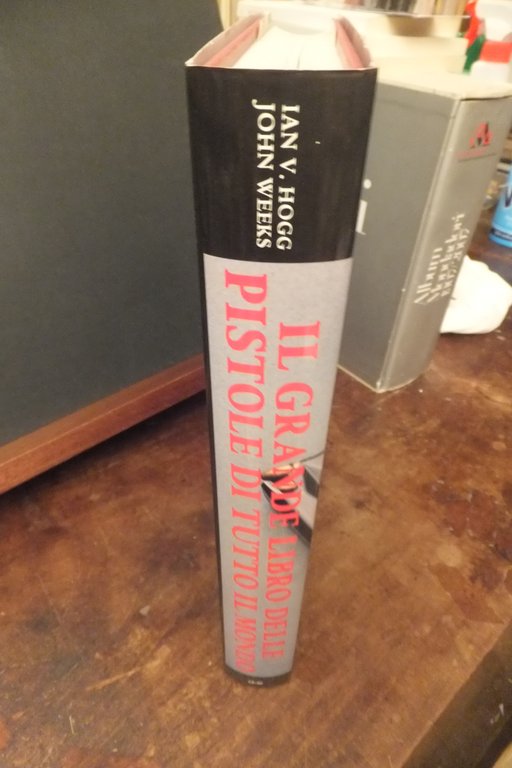 IAN V. HOGG
JOHN WEEKS
IL GRANDE LIBRO DELLE
PISTOLE DI TUTTO IL MONDO